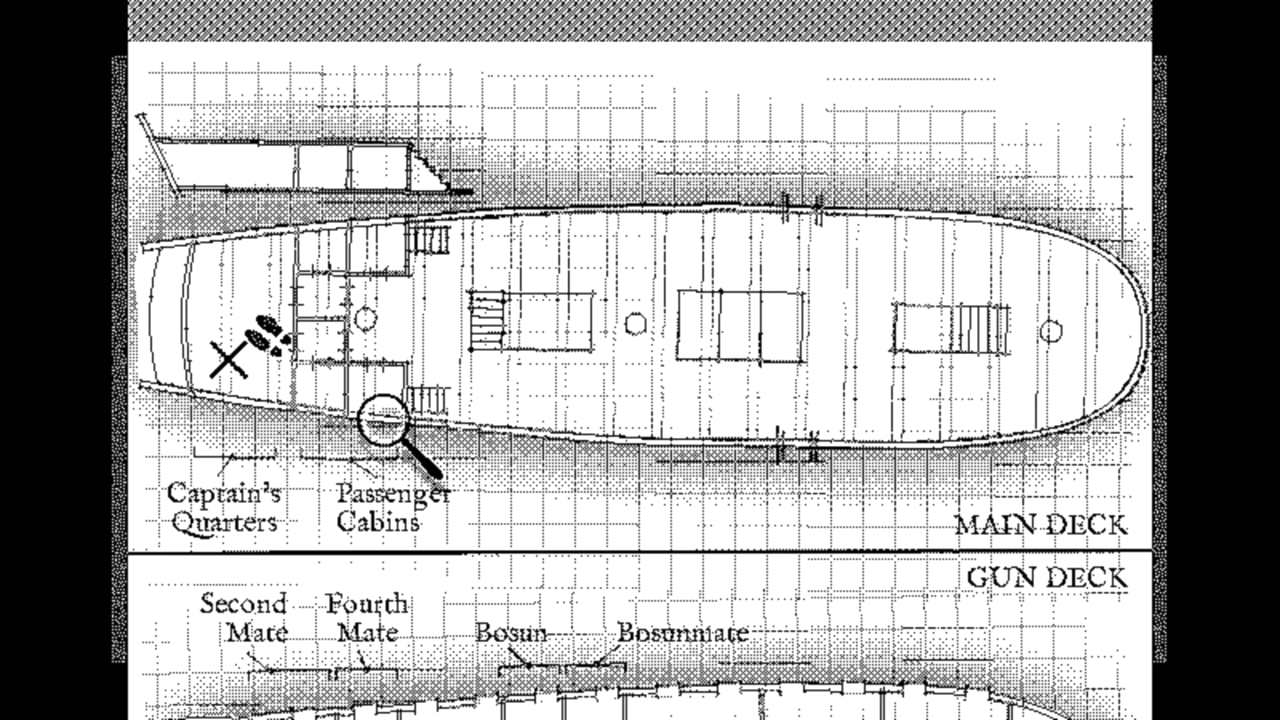 Captain's
Quarters
Passenger
Cabins
MAIN DECK
GUN DECK
Second
Mate
Fourth
Mate
Bosun
Bosunmate